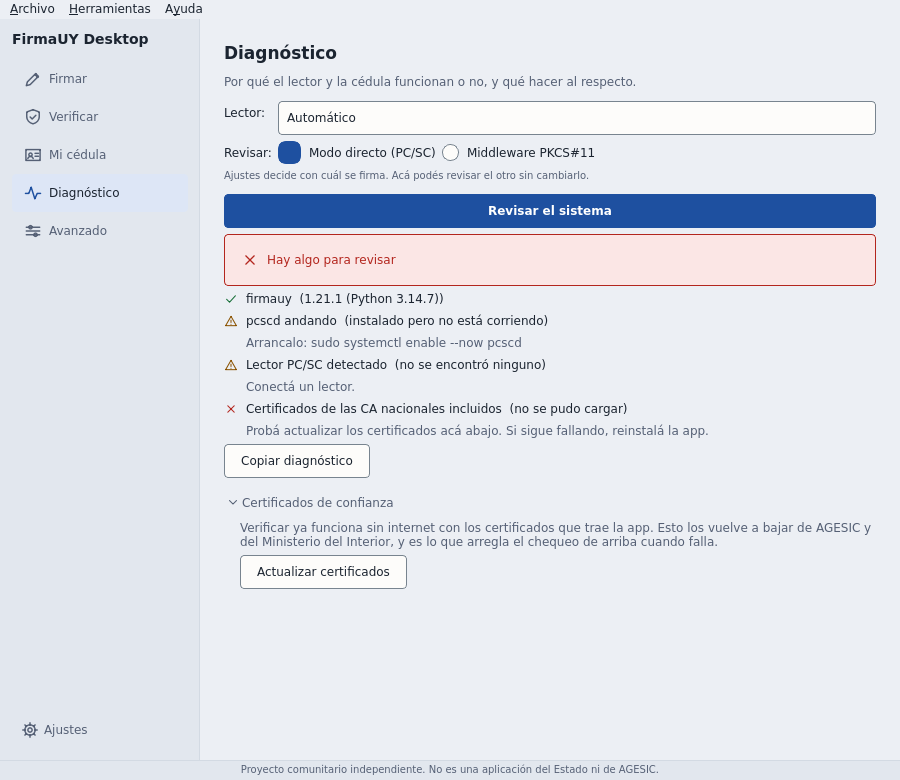 Archivo Herramientas Ayuda
FirmaUY Desktop
Firmar
Verificar
Mi cédula
Diagnóstico
Avanzado
Ajustes
Diagnóstico
Por qué el lector y la cédula funcionan o no, y qué hacer al respecto.
Lector: Automático
Revisar: Modo directo (PC/SC) Middleware PKCS#11
Ajustes decide con cuál se firma. Acá podés revisar el otro sin cambiarlo.
Revisar el sistema
Hay algo para revisar
firmauy (1.21.1 (Python 3.14.7))
pcscd andando (instalado pero no está corriendo)
Arrancalo: sudo systemctl enable --now pcscd
Lector PC/SC detectado (no se encontró ninguno)
Conectá un lector.
Certificados de las CA nacionales incluidos (no se pudo cargar)
Probá actualizar los certificados acá abajo. Si sigue fallando, reinstalá la app.
Copiar diagnóstico
Certificados de confianza
Verificar ya funciona sin internet con los certificados que trae la app. Esto los vuelve a bajar de AGESIC y
del Ministerio del Interior, y es lo que arregla el chequeo de arriba cuando falla.
Actualizar certificados
Proyecto comunitario independiente. No es una aplicación del Estado ni de AGESIC.